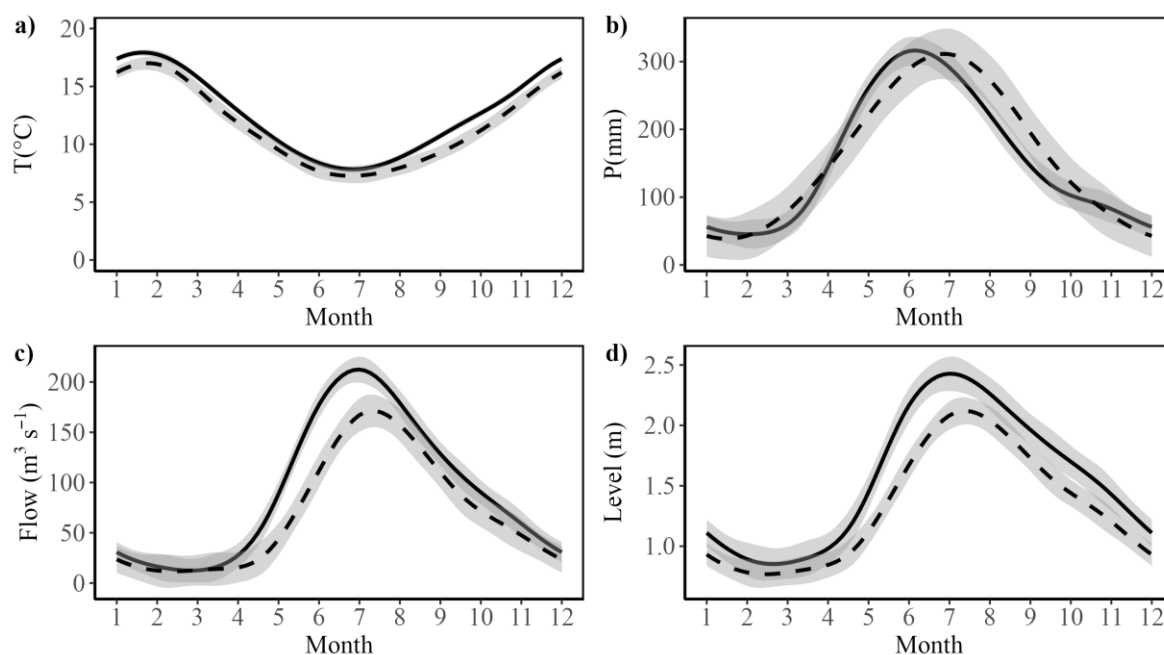 a)
20
15
10
5
0
T(°C)
1 2 3 4 5 6 7 8 9 10 11 12
Month
b)
300
200
100
0
P(mm)
1 2 3 4 5 6 7 8 9 10 11 12
Month
c)
200
150
100
50
0
Flow (m³ s⁻¹)
1 2 3 4 5 6 7 8 9 10 11 12
Month
d)
2.5
2.0
1.5
1.0
Level (m)
1 2 3 4 5 6 7 8 9 10 11 12
Month